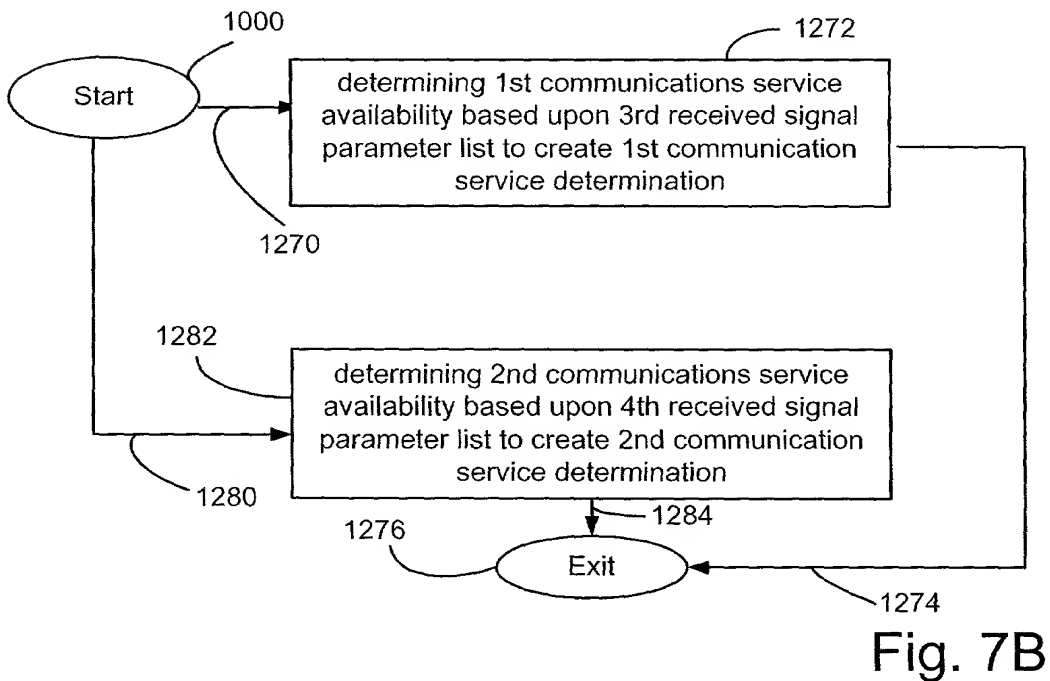 1000
1272
Start
determining 1st communications service
availability based upon 3rd received signal
parameter list to create 1st communication
service determination
1270
1282
determining 2nd communications service
availability based upon 4th received signal
parameter list to create 2nd communication
service determination
1280
1284
1276
Exit
1274
Fig. 7B